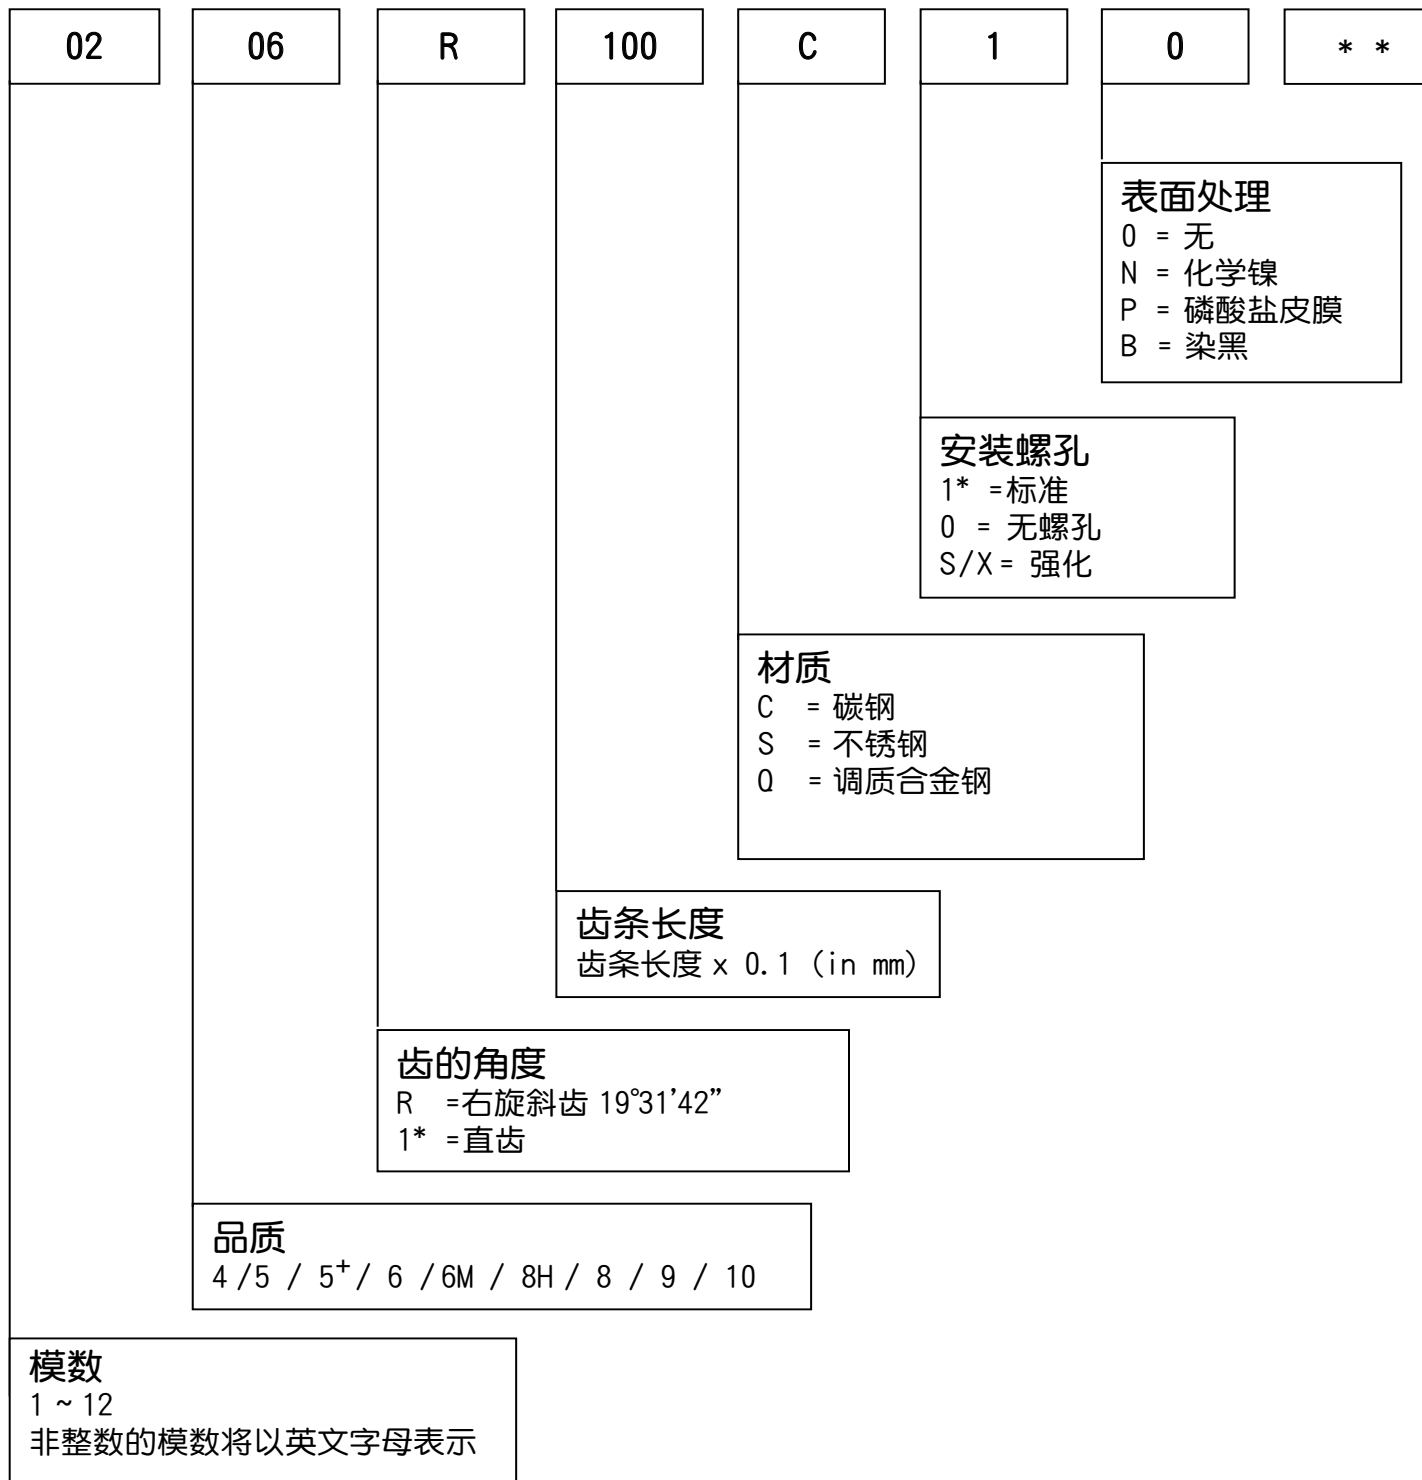 02 06 R 100 C 1 0 * *
表面处理
0 = 无
N = 化学镍
P = 磷酸盐皮膜
B = 染黑
安装螺孔
1* =标准
0 = 无螺孔
S/X= 强化
材质
C = 碳钢
S = 不锈钢
Q = 调质合金钢
齿条长度
齿条长度 x 0.1 (in mm)
齿的角度
R =右旋斜齿 19°31’42”
1* =直齿
品质
4 /5 / 5⁺/ 6 /6M / 8H / 8 / 9 / 10
模数
1 ~ 12
非整数的模数将以英文字母表示